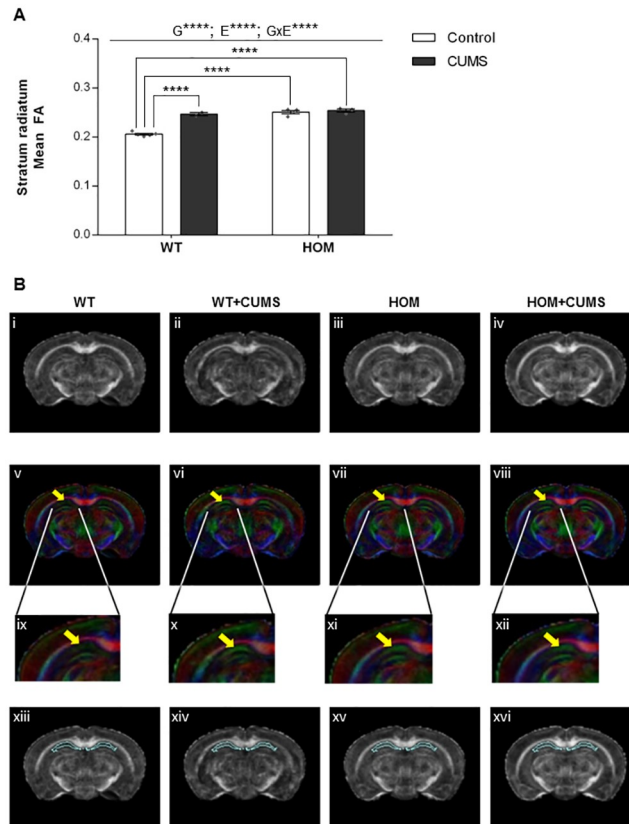 A
G****; E****; GxE****
Control
CUMS
****
****
****
0.4
0.3
0.2
0.1
0.0
Stratum radiatum
Mean FA
WT
HOM
B
WT
WT+CUMS
HOM
HOM+CUMS
i
ii
iii
iv
v
vi
vii
viii
ix
x
xi
xii
xiii
xiv
xv
xvi